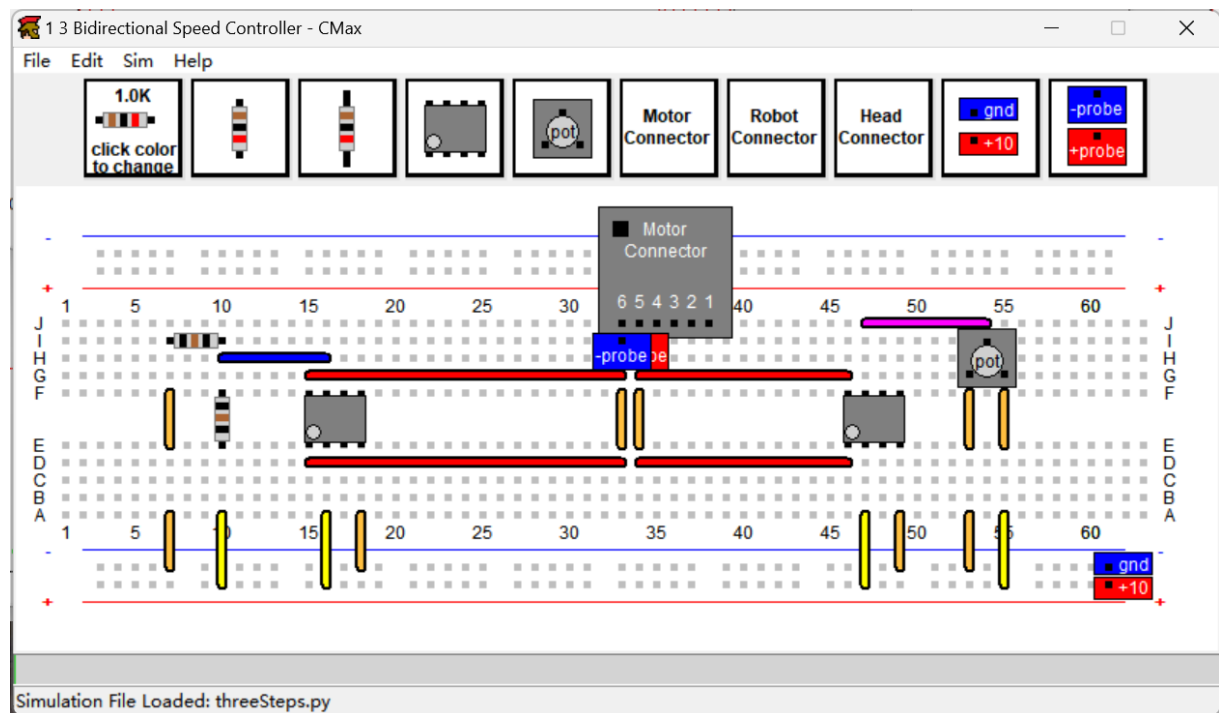 1 3 Bidirectional Speed Controller - CMax
File Edit Sim Help
1.0K
click color
to change
pot
Motor
Connector
Robot
Connector
Head
Connector
gnd
+10
-probe
+probe
Motor
Connector
6 5 4 3 2 1
- -
+ +
1 5 10 15 20 25 30 40 45 50 55 60
J J
I I
H H
G G
F F
-probe be
pot
E E
D D
C C
B B
A A
1 5 10 15 20 25 30 35 40 45 50 55 60
- -
gnd
+10
+ +
Simulation File Loaded: threeSteps.py